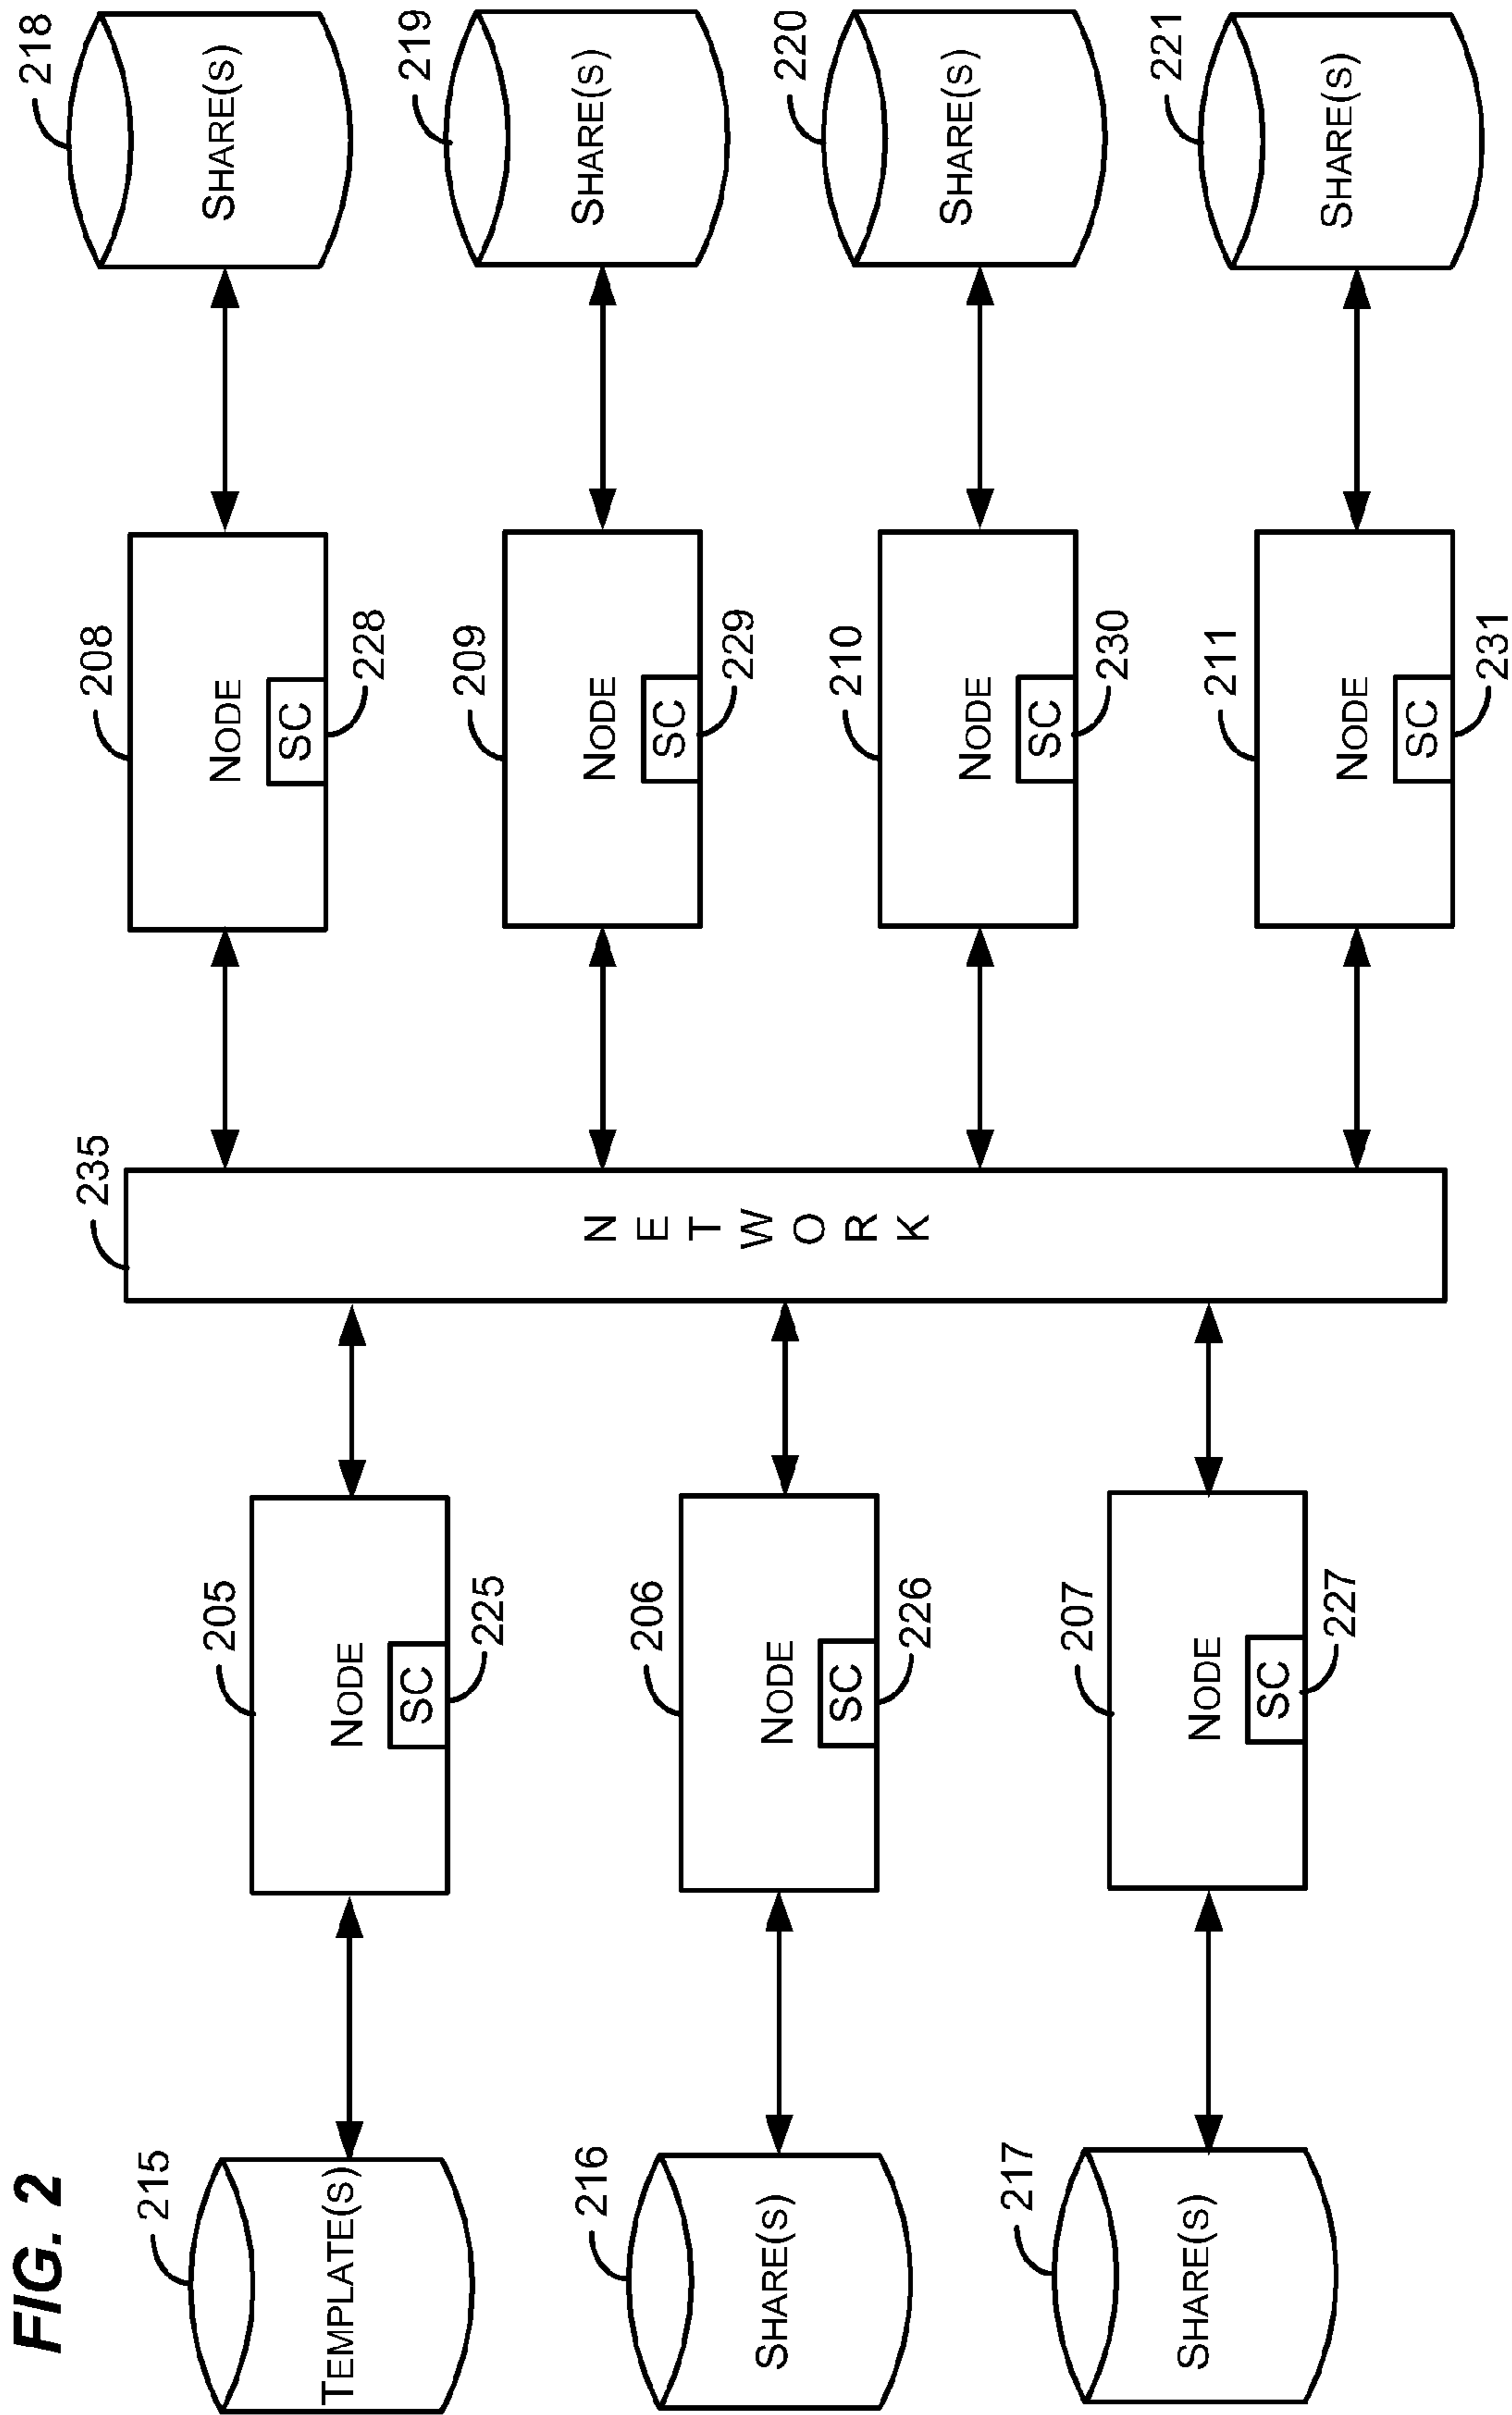 FIG. 2
215
TEMPLATE(S)
205
NODE
SC
225
216
SHARE(S)
206
NODE
SC
226
217
SHARE(S)
207
NODE
SC
227
235
NETWORK
208
NODE
SC
228
218
SHARE(S)
209
NODE
SC
229
219
SHARE(S)
210
NODE
SC
230
220
SHARE(S)
211
NODE
SC
231
221
SHARE(S)